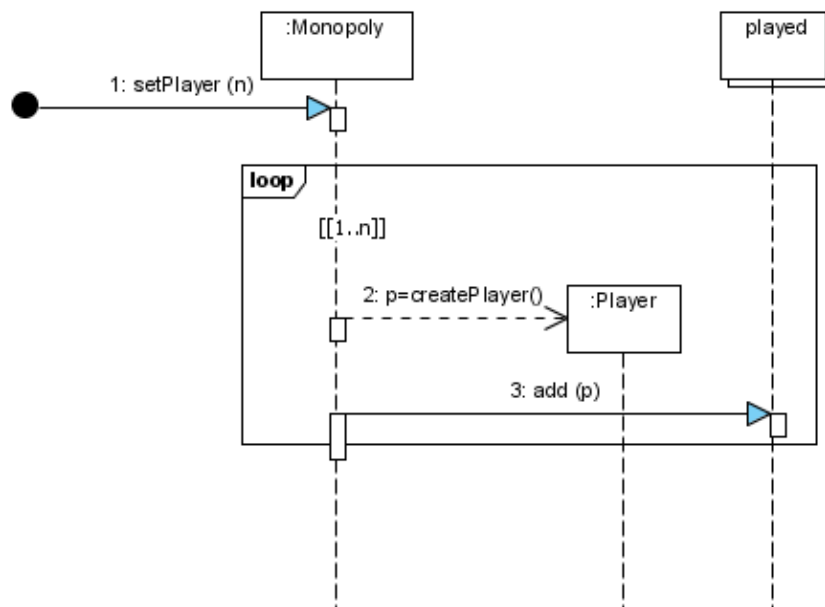 :Monopoly
played
1: setPlayer (n)
loop
[[1..n]]
2: p=createPlayer()
:Player
3: add (p)